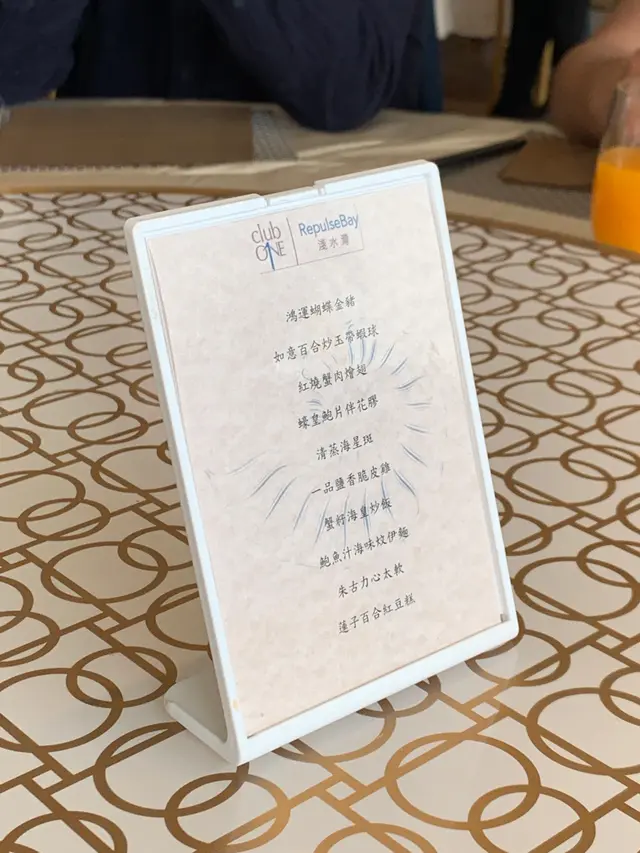 club ONE
RepulseBay
淺水灣
鴻運蝴蝶金豬
如意百合炒玉帶蝦球
紅燒蟹肉燴翅
蠔皇鮑片伴花膠
清蒸海星斑
一品鹽香脆皮雞
蟹籽海皇炒飯
鮑魚汁海味炆伊麵
朱古力心太軟
蓮子百合紅豆糕